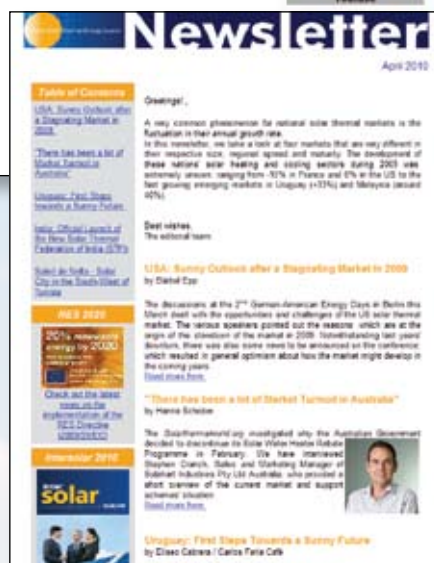 Newsletter
April 2010
Table of Contents
USA: Sunny Outlook after
a Stagnating Market in
2009
"There has been a bit of
Market Turmoil in
Australia"
Uruguay: First Steps
towards a Sunny Future
India: Official Launch of
the New Solar Thermal
Federation of India (STFI)
City in the South-West of
RES 2020
20% renewable
energy by 2020
Check out the latest
news on the
implementation of the
RES Directive
Intersolar 2010
solar
Greetings!,
A very common phenomenon for national solar thermal markets is the
fluctuation in their annual growth rate.
In this newsletter, we take a look at four markets that are very different in
their respective size, regional spread and maturity. The development of
these nations' solar heating and cooling sectors during 2009 was
extremely uneven, ranging from in France and in the US to the
fast growing emerging markets in Uruguay and Malaysia (around
40%).
Best wishes,
The editorial team
USA: Sunny Outlook after a Stagnating Market in 2009
by Bärbel Epp
The discussions at the 2nd German-American Energy Days in Berlin this
March dealt with the opportunities and challenges of the US solar thermal
market. The various speakers pointed out the reasons which are at the
origin of the slowdown of the market in 2009. Notwithstanding last years'
downturn, there was also some news to be announced on the conference
which resulted in general optimism about how the market might develop in
the coming years.
Read more here.
"There has been a bit of Market Turmoil in Australia"
by Hanna Schober
The Solarthermalworld.org investigated why the Australian Government
decided to discontinue its Solar Water Heater Rebate
Programme in February. We have interviewed
Stephen Sales and Marketing Manager of
Industries Pty Ltd Australia, who provided a
short overview of the current market and support
schemes' situation
Read more here.
Uruguay: First Steps Towards a Sunny Future
by Eliseo Cabrera / Carlos Faria Café